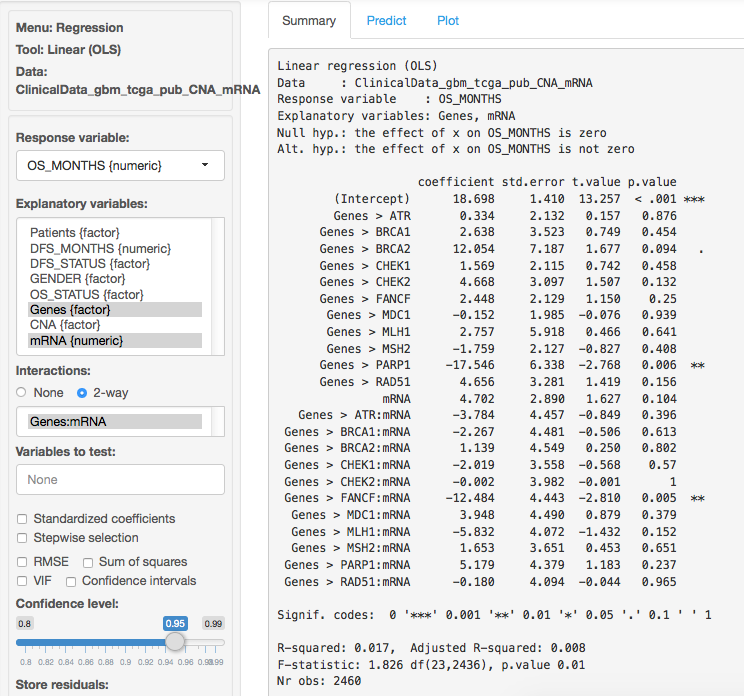 Menu: Regression
Tool: Linear (OLS)
Data:
ClinicalData_gbm_tcga_pub_CNA_mRNA
Response variable:
OS_MONTHS {numeric}
Explanatory variables:
Patients {factor}
DFS_MONTHS {numeric}
DFS_STATUS {factor}
GENDER {factor}
OS_STATUS {factor}
Genes {factor}
CNA {factor}
mRNA {numeric}
Interactions:
None 2-way
Genes:mRNA
Variables to test:
None
Standardized coefficients
Stepwise selection
RMSE Sum of squares
VIF Confidence intervals
Confidence level:
0.8 0.95 0.99
0.8 0.82 0.84 0.86 0.88 0.9 0.92 0.94 0.96 0.98 0.99
Store residuals:
Summary Predict Plot
Linear regression (OLS)
Data : ClinicalData_gbm_tcga_pub_CNA_mRNA
Response variable : OS_MONTHS
Explanatory variables: Genes, mRNA
Null hyp.: the effect of x on OS_MONTHS is zero
Alt. hyp.: the effect of x on OS_MONTHS is not zero
coefficient std.error t.value p.value
(Intercept) 18.698 1.410 13.257 < .001 ***
Genes > ATR 0.334 2.132 0.157 0.876
Genes > BRCA1 2.638 3.523 0.749 0.454
Genes > BRCA2 12.054 7.187 1.677 0.094 .
Genes > CHEK1 1.569 2.115 0.742 0.458
Genes > CHEK2 4.668 3.097 1.507 0.132
Genes > FANCF 2.448 2.129 1.150 0.25
Genes > MDC1 -0.152 1.985 -0.076 0.939
Genes > MLH1 2.757 5.918 0.466 0.641
Genes > MSH2 -1.759 2.127 -0.827 0.408
Genes > PARP1 -17.546 6.338 -2.768 0.006 **
Genes > RAD51 4.656 3.281 1.419 0.156
mRNA 4.702 2.890 1.627 0.104
Genes > ATR:mRNA -3.784 4.457 -0.849 0.396
Genes > BRCA1:mRNA -2.267 4.481 -0.506 0.613
Genes > BRCA2:mRNA 1.139 4.549 0.250 0.802
Genes > CHEK1:mRNA -2.019 3.558 -0.568 0.57
Genes > CHEK2:mRNA -0.002 3.982 -0.001 1
Genes > FANCF:mRNA -12.484 4.443 -2.810 0.005 **
Genes > MDC1:mRNA 3.948 4.490 0.879 0.379
Genes > MLH1:mRNA -5.832 4.072 -1.432 0.152
Genes > MSH2:mRNA 1.653 3.651 0.453 0.651
Genes > PARP1:mRNA 5.179 4.379 1.183 0.237
Genes > RAD51:mRNA -0.180 4.094 -0.044 0.965
Signif. codes: 0 '***' 0.001 '**' 0.01 '*' 0.05 '.' 0.1 ' ' 1
R-squared: 0.017, Adjusted R-squared: 0.008
F-statistic: 1.826 df(23,2436), p.value 0.01
Nr obs: 2460